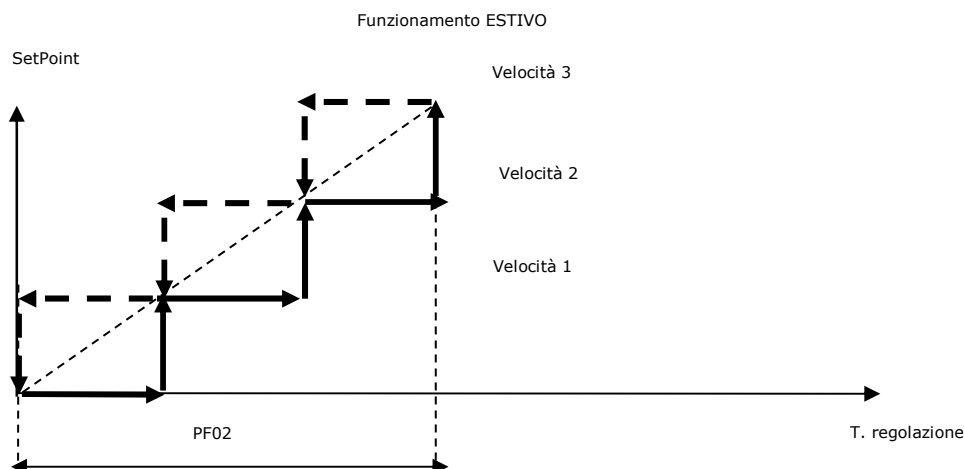 Funzionamento ESTIVO
SetPoint
Velocità 3
Velocità 2
Velocità 1
PF02
T. regolazione